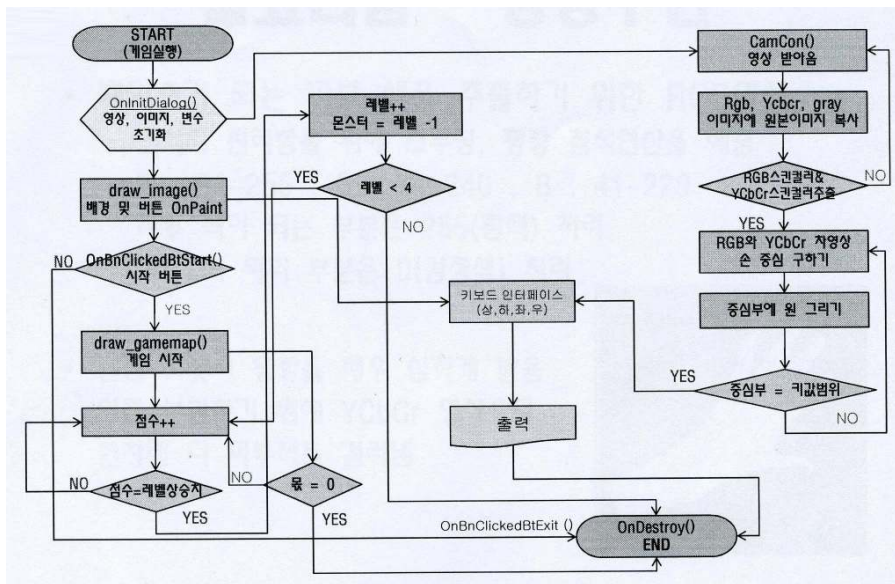 START
(게임실행)
OnInitDialog()
영상, 이미지, 변수
초기화
draw_image()
배경 및 버튼 OnPaint
OnBnClickedBtStart()
시작 버튼
NO
YES
draw_gamemap()
게임 시작
점수++
점수=레벨상승치
NO
YES
몫 = 0
NO
YES
레벨++
몬스터 = 레벨 -1
레벨 < 4
YES
NO
키보드 인터페이스
(상,하,좌,우)
출력
CamCon()
영상 받아옴
Rgb, Ycbcr, gray
이미지에 원본이미지 복사
RGB스킨컬러&
YCbCr스킨컬러추출
NO
YES
RGB와 YCbCr 차영상
손 중심 구하기
중심부에 원 그리기
중심부 = 키값범위
YES
NO
OnBnClickedBtExit ()
OnDestroy()
END